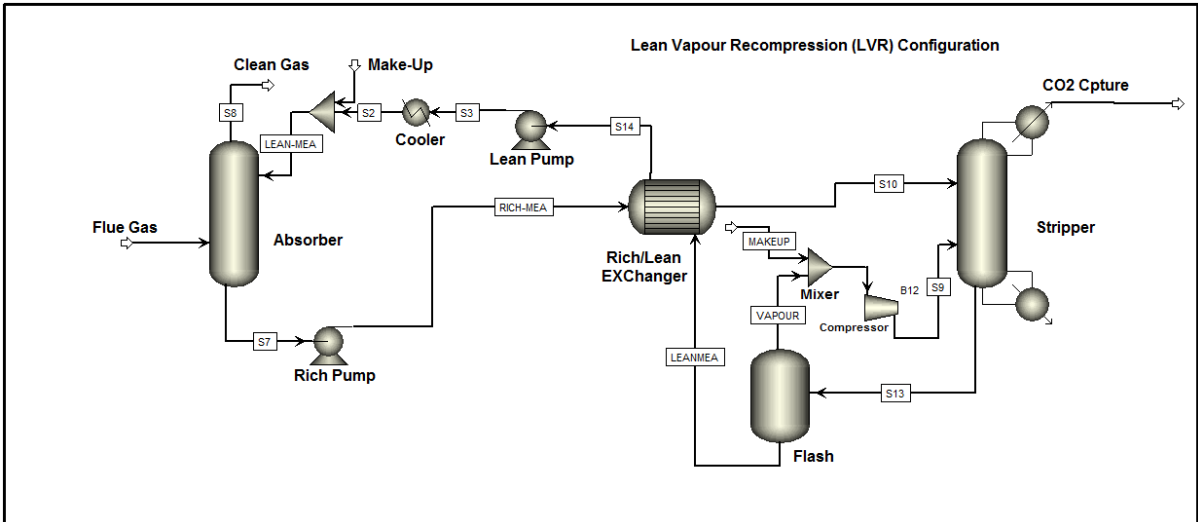 Lean Vapour Recompression (LVR) Configuration
Clean Gas
Make-Up
CO2 Cpture
S8
S2
S3
S14
Cooler
Lean Pump
LEAN-MEA
S10
RICH-MEA
Flue Gas
Absorber
Stripper
Rich/Lean
EXChanger
MAKEUP
Mixer
B12
S9
Compressor
VAPOUR
S7
Rich Pump
LEANMEA
S13
Flash